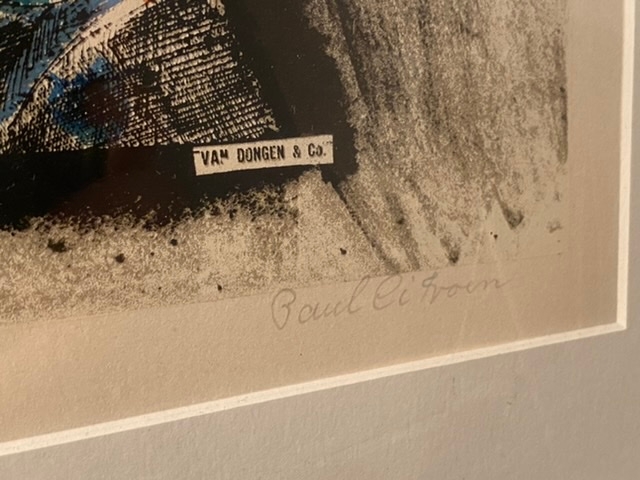 VAN DONGEN & Co.
Paul Citroen